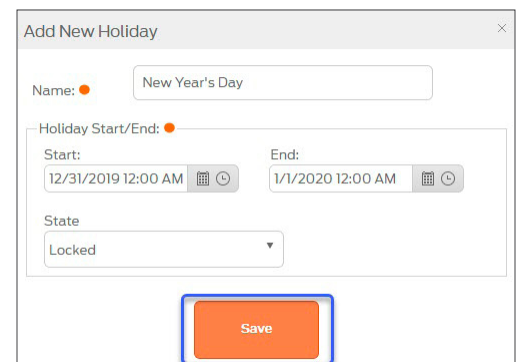 Add New Holiday
Name: New Year's Day
Holiday Start/End:
Start: End:
12/31/2019 12:00 AM 1/1/2020 12:00 AM
State
Locked
Save